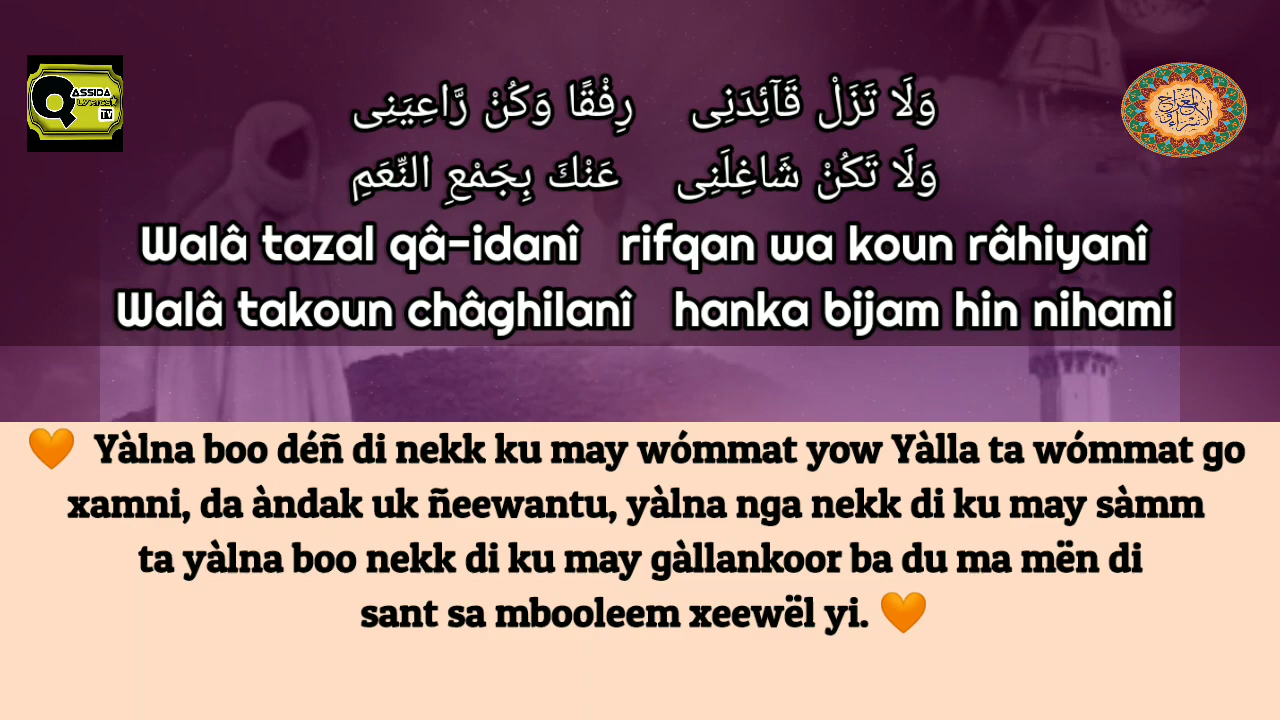 QASSIDA
Lyrics
TV
وَلَا تَزَلْ قَآئِدَنِى رِفْقًا وَكُنْ رَّاعِيَنِى
وَلَا تَكُنْ شَاغِلَنِى عَنْكَ بِجَمْعِ النِّعَمِ
Walâ tazal qâ-idanî rifqan wa koun râhiyanî
Walâ takoun châghilanî hanka bijam hin nihami
🧡 Yàlna boo déñ di nekk ku may wómmat yow Yàlla ta wómmat go
xamni, da àndak uk ñeewantu, yàlna nga nekk di ku may sàmm
ta yàlna boo nekk di ku may gàllankoor ba du ma mën di
sant sa mbooleem xeewël yi. 🧡